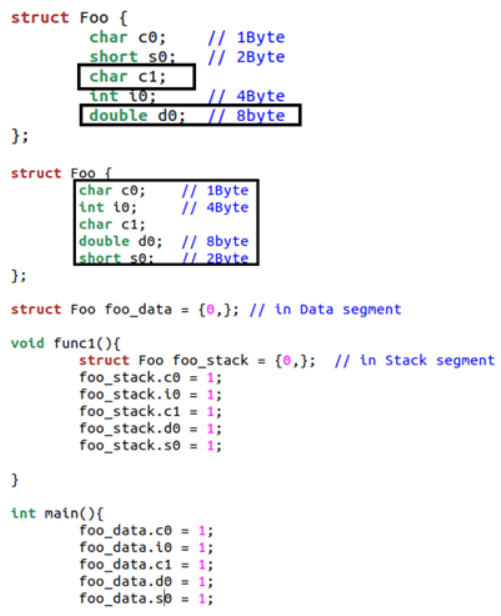 struct Foo {
char c0; // 1Byte
short s0; // 2Byte
char c1;
int i0; // 4Byte
double d0; // 8byte
};
struct Foo {
char c0; // 1Byte
int i0; // 4Byte
char c1;
double d0; // 8byte
short s0; // 2Byte
};
struct Foo foo_data = {0,}; // in Data segment
void func1(){
struct Foo foo_stack = {0,}; // in Stack segment
foo_stack.c0 = 1;
foo_stack.i0 = 1;
foo_stack.c1 = 1;
foo_stack.d0 = 1;
foo_stack.s0 = 1;
}
int main(){
foo_data.c0 = 1;
foo_data.i0 = 1;
foo_data.c1 = 1;
foo_data.d0 = 1;
foo_data.s0 = 1;